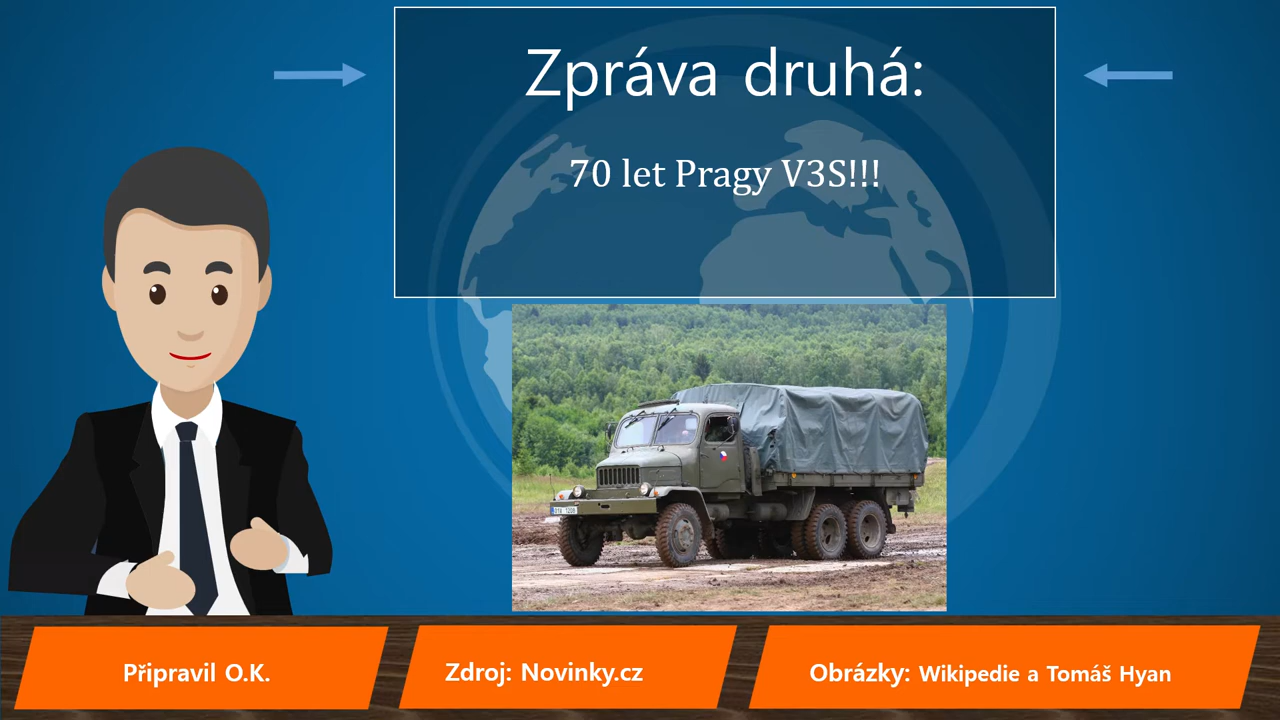 Zpráva druhá:
70 let Pragy V3S!!!
Připravil O.K.
Zdroj: Novinky.cz
Obrázky: Wikipedie a Tomáš Hyan